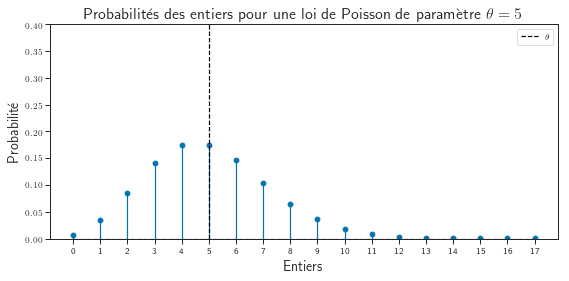 Probabilités des entiers pour une loi de Poisson de paramètre θ = 5
0.40
0.35
0.30
0.25
0.20
0.15
0.10
0.05
0.00
Probabilité
θ
0 1 2 3 4 5 6 7 8 9 10 11 12 13 14 15 16 17
Entiers